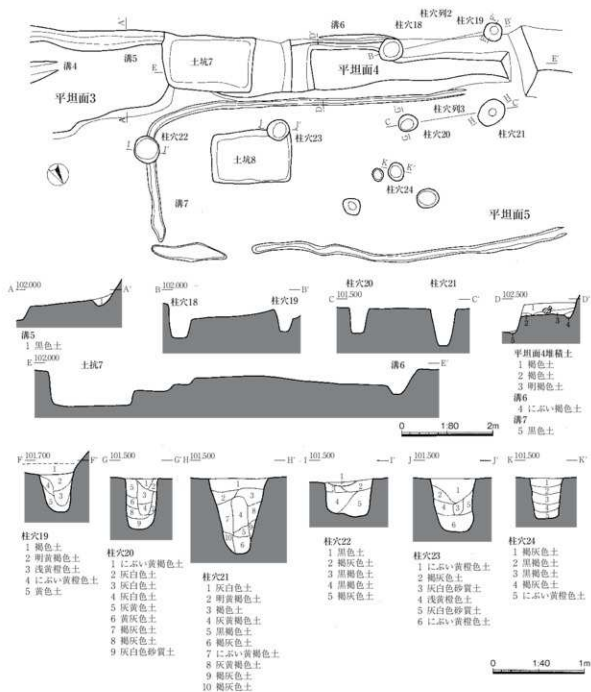 A'
溝6
柱穴列2
柱穴18
柱穴19
B'
溝4
溝5
E
土坑7
B
平坦面4
E'
平坦面3
A
D
柱穴列3
柱穴22
I
I'
J
J'
柱穴23
C
柱穴20
H
柱穴21
土坑8
K
K'
柱穴24
溝7
平坦面5
A 102.000 A'
溝5
1 黒色土
B 102.000 B'
柱穴18
柱穴19
C 101.500 C'
柱穴20
柱穴21
D 102.500 D'
平坦面4堆積土
1 褐色土
2 褐色土
3 明褐色土
溝6
4 にぶい褐色土
溝7
5 黒色土
E 102.000 E'
土抗7
溝6
0 1:80 2m
F 101.700 F'
柱穴19
1 褐色土
2 明黄褐色土
3 浅黄橙色土
4 にぶい黄橙色土
5 黄色土
G 101.500 G'
柱穴20
1 にぶい黄褐色土
2 灰白色土
3 灰白色土
4 灰白色土
5 灰黄色土
6 黄灰色土
7 褐灰色土
8 褐灰色土
9 灰白色砂質土
H 101.500 H'
柱穴21
1 灰白色土
2 明黄褐色土
3 褐色土
4 灰黄褐色土
5 黒褐色土
6 褐灰色土
7 にぶい黄橙色土
8 灰黄褐色土
9 褐灰色土
10 褐灰色土
I 101.500 I'
柱穴22
1 黒色土
2 褐灰色土
3 黒褐色土
4 黒褐色土
5 褐灰色土
J 101.500 J'
柱穴23
1 にぶい黄橙色土
2 褐灰色土
3 灰白色砂質土
4 浅黄橙色土
5 灰白色砂質土
6 にぶい黄橙色土
K 101.500 K'
柱穴24
1 褐灰色土
2 黒褐色土
3 黒褐色土
4 褐灰色土
5 にぶい黄橙色土
0 1:40 1m